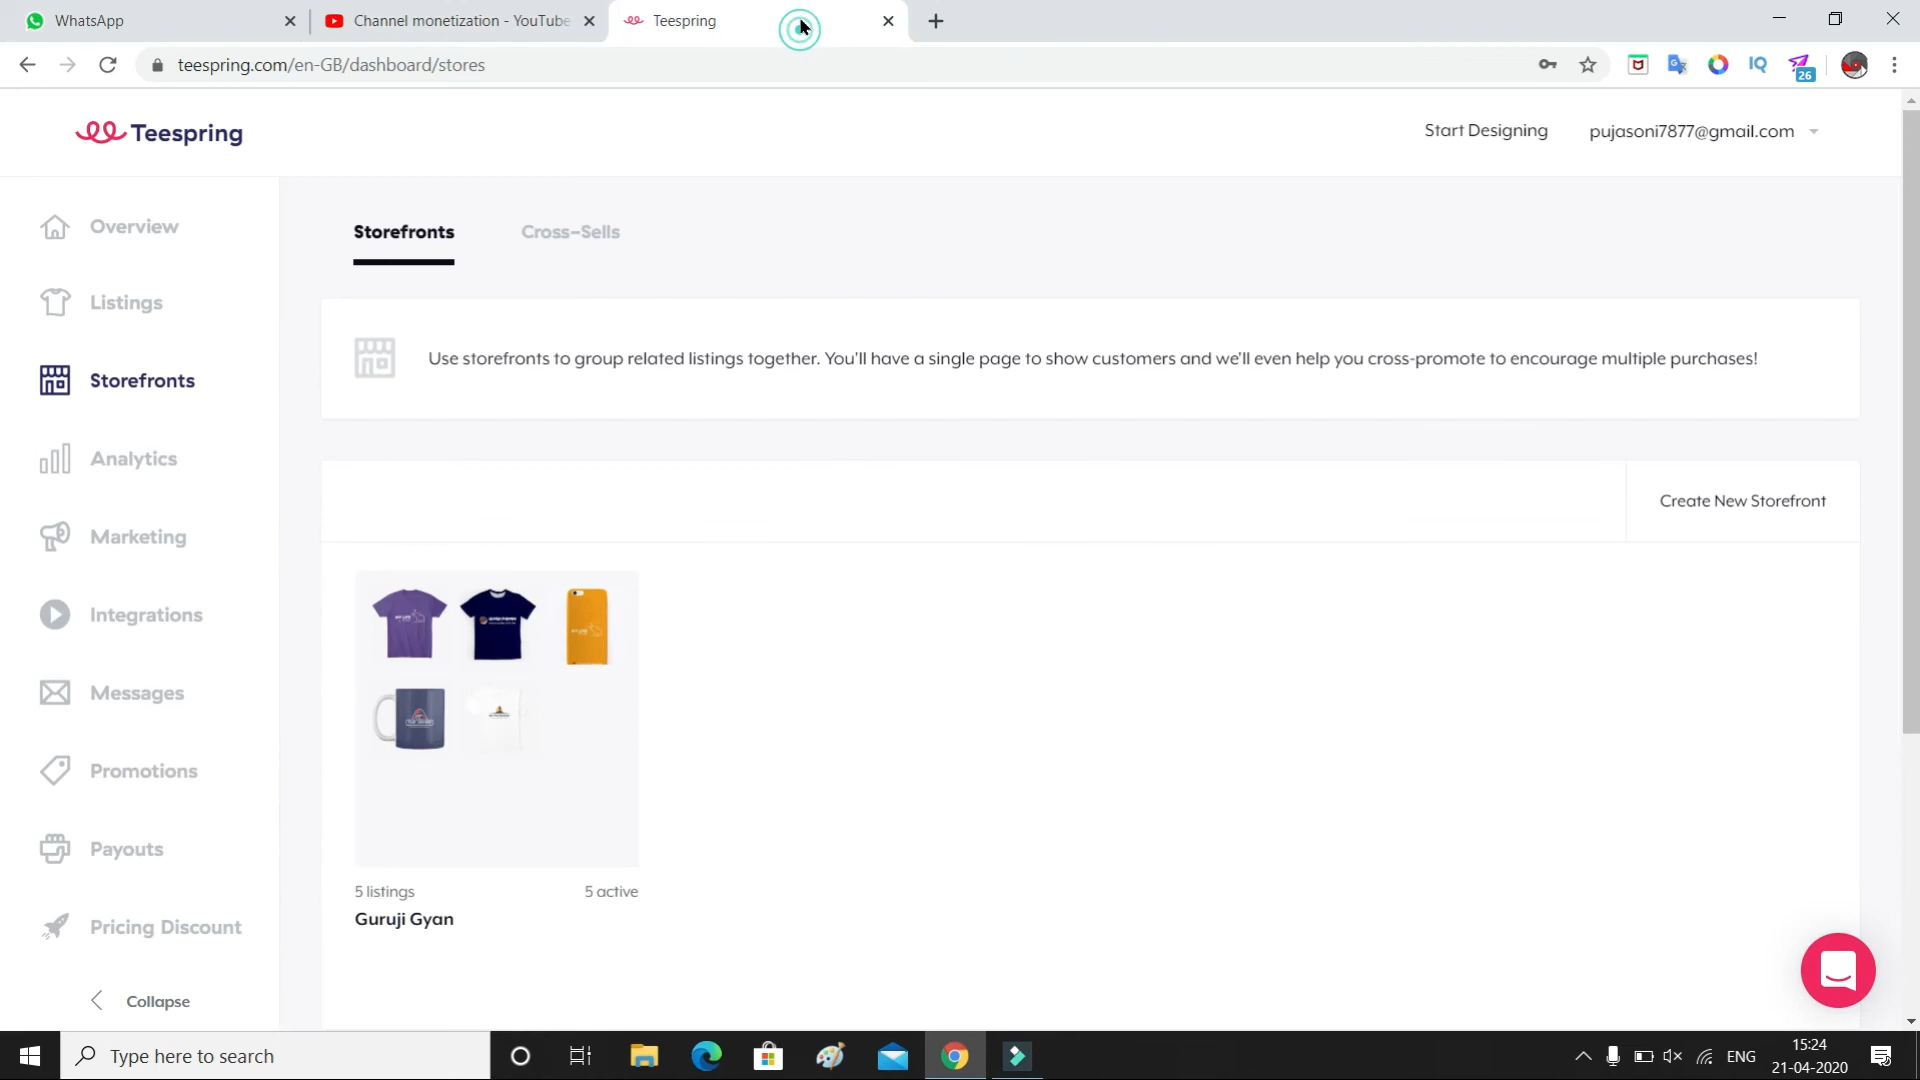 WhatsApp
Channel monetization - YouTube
Teespring
teespring.com/en-GB/dashboard/stores
IQ
26
Teespring
Start Designing
pujasoni7877@gmail.com
Overview
Listings
Storefronts
Analytics
Marketing
Integrations
Messages
Promotions
Payouts
Pricing Discount
Collapse
Storefronts
Cross-Sells
Use storefronts to group related listings together. You'll have a single page to show customers and we'll even help you cross-promote to encourage multiple purchases!
Create New Storefront
5 listings
5 active
Guruji Gyan
Type here to search
ENG
15:24
21-04-2020